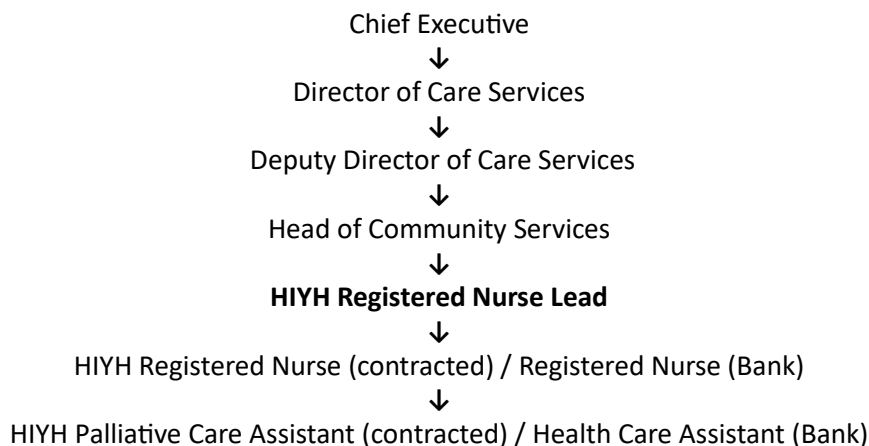 Chief Executive
↓
Director of Care Services
↓
Deputy Director of Care Services
↓
Head of Community Services
↓
HIYH Registered Nurse Lead
↓
HIYH Registered Nurse (contracted) / Registered Nurse (Bank)
↓
HIYH Palliative Care Assistant (contracted) / Health Care Assistant (Bank)